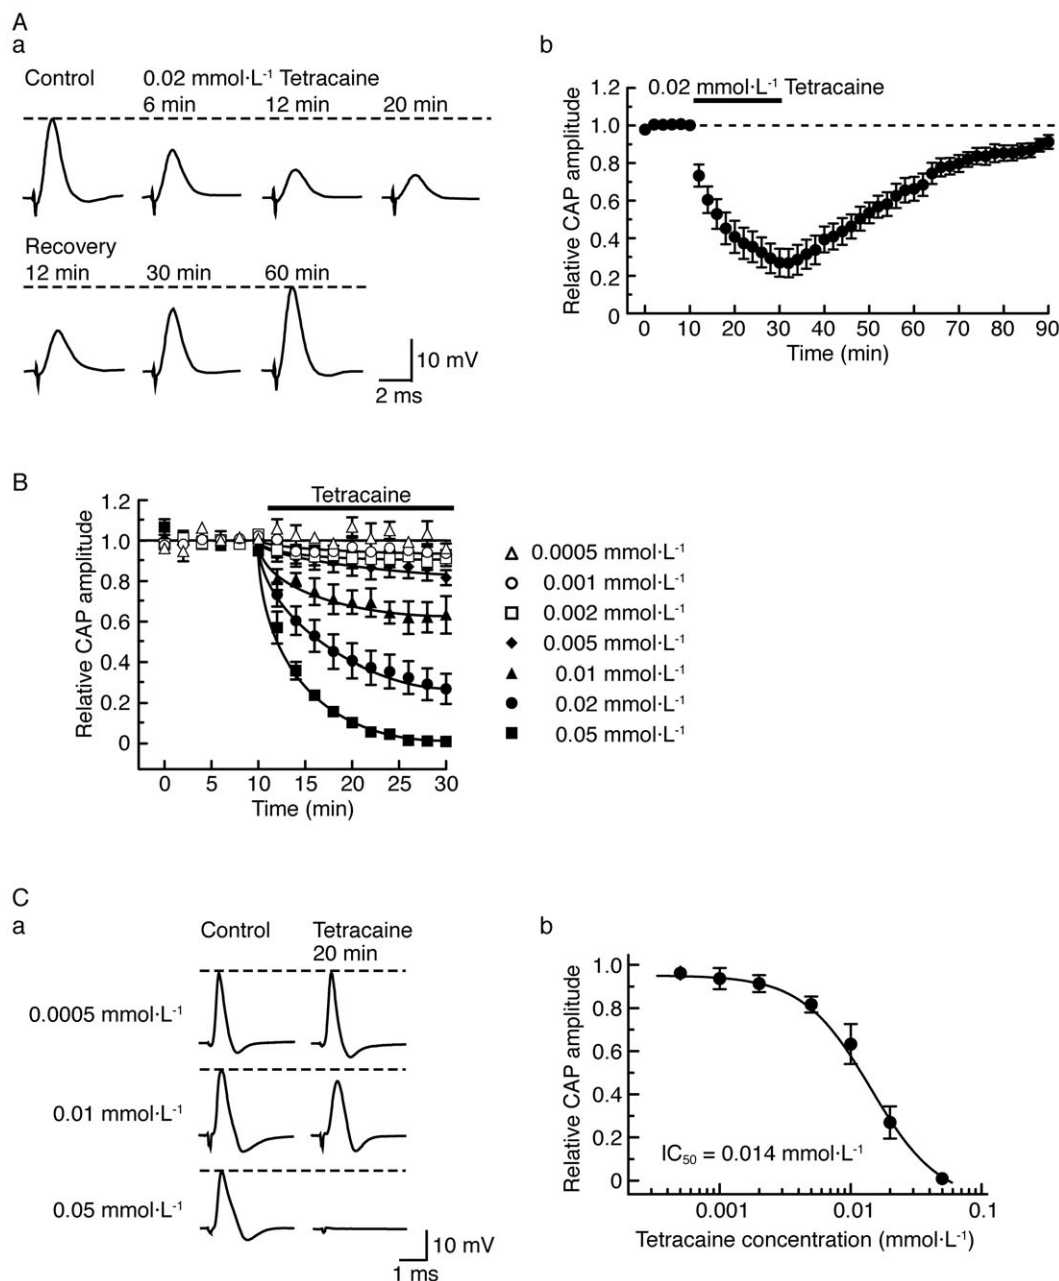 A
a
Control
0.02 mmol·L⁻¹ Tetracaine
6 min
12 min
20 min
Recovery
12 min
30 min
60 min
10 mV
2 ms
b
0.02 mmol·L⁻¹ Tetracaine
Relative CAP amplitude
1.2
1.0
0.8
0.6
0.4
0.2
0
0 10 20 30 40 50 60 70 80 90
Time (min)
B
Tetracaine
Relative CAP amplitude
1.2
1.0
0.8
0.6
0.4
0.2
0
0 5 10 15 20 25 30
Time (min)
0.0005 mmol·L⁻¹
0.001 mmol·L⁻¹
0.002 mmol·L⁻¹
0.005 mmol·L⁻¹
0.01 mmol·L⁻¹
0.02 mmol·L⁻¹
0.05 mmol·L⁻¹
C
a
Control
Tetracaine
20 min
0.0005 mmol·L⁻¹
0.01 mmol·L⁻¹
0.05 mmol·L⁻¹
10 mV
1 ms
b
Relative CAP amplitude
1.0
0.8
0.6
0.4
0.2
0
IC₅₀ = 0.014 mmol·L⁻¹
0.001 0.01 0.1
Tetracaine concentration (mmol·L⁻¹)